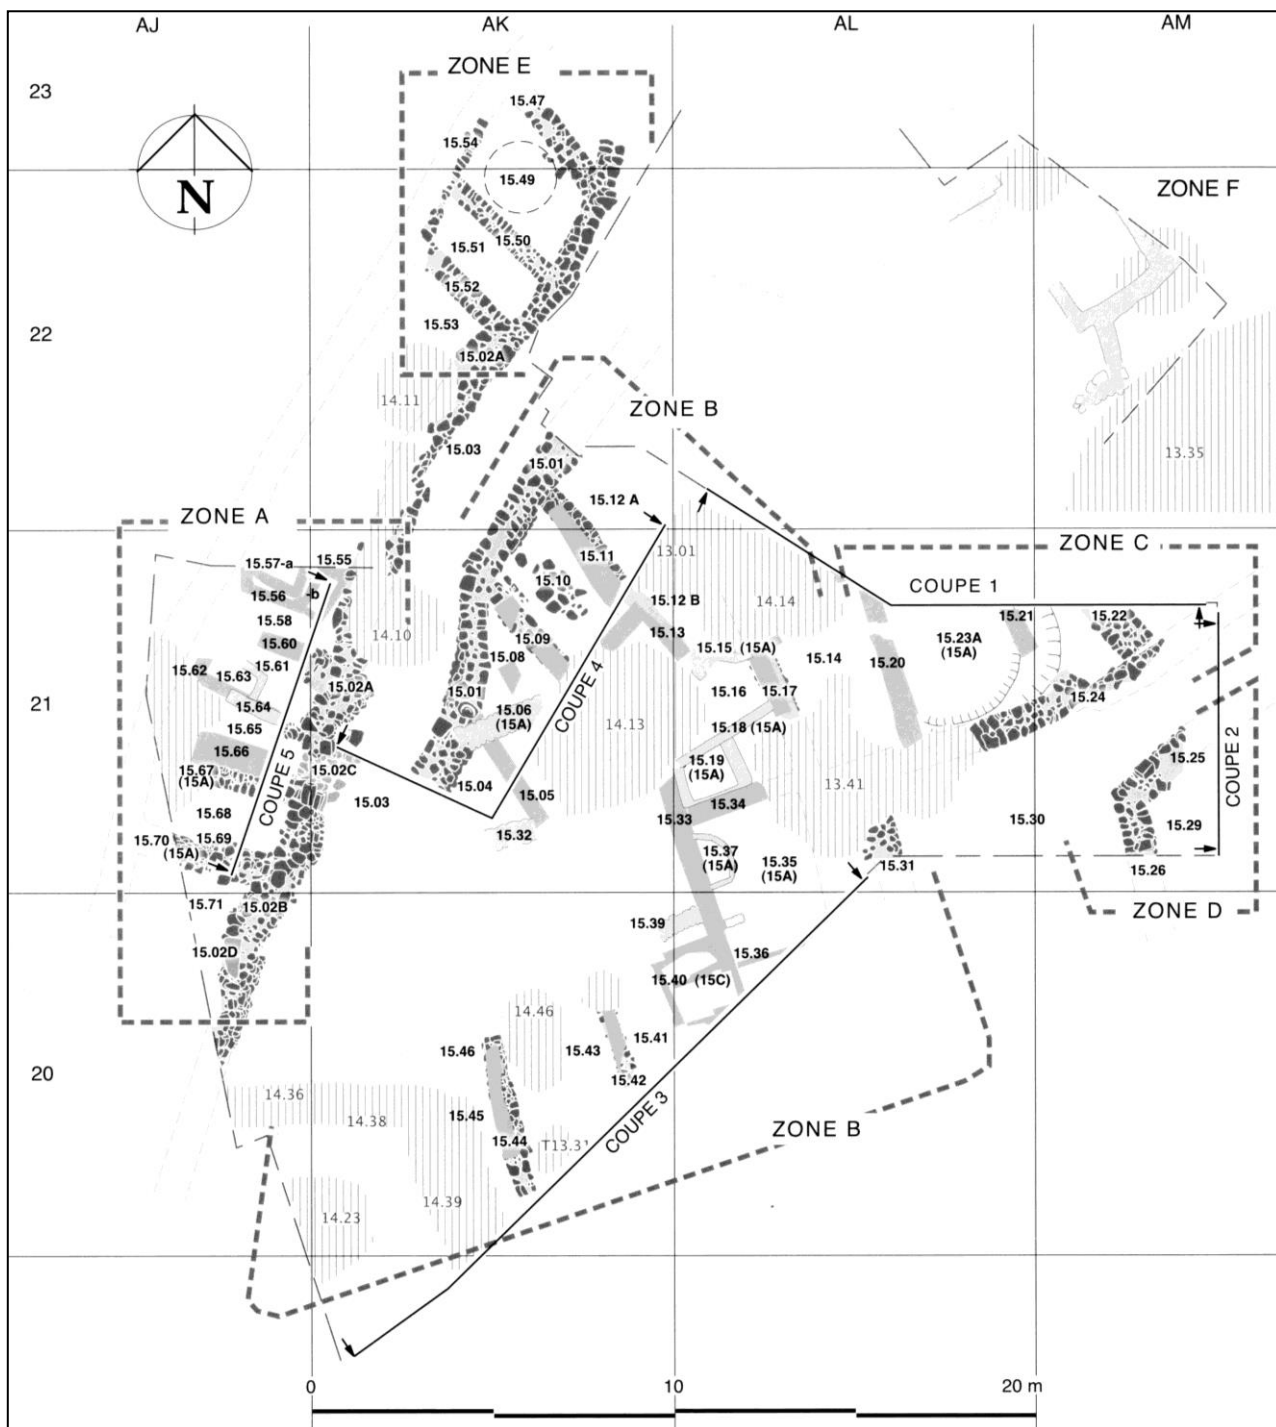 AJ AK AL AM
23
ZONE E
15.47
15.54
N
15.49
ZONE F
15.50
15.51
15.52
22
15.53
15.02A
14.11
ZONE B
15.03
15.01
13.35
15.12 A
ZONE A
15.57-a
15.55
15.11
13.01
ZONE C
15.56
-b
15.10
COUPE 1
15.58
15.12 B
14.14
15.60
14.10
15.09
15.13
15.21
15.22
15.61
15.62
15.63
15.08
15.15 (15A)
15.14
15.20
15.23A
(15A)
15.02A
15.64
15.01
15.16
15.17
15.24
21
15.06
(15A)
COUPE 4
15.65
14.13
15.18 (15A)
15.66
15.67
(15A)
15.02C
15.19
(15A)
15.25
COUPE 5
15.04
13.41
COUPE 2
15.03
15.05
15.34
15.68
15.33
15.30
15.29
15.70
(15A)
15.69
15.32
15.37
(15A)
15.35
(15A)
15.31
15.26
15.71
15.02B
ZONE D
15.39
15.02D
15.36
15.40 (15C)
14.46
15.41
15.46
15.43
20
15.42
14.36
15.45
14.38
COUPE 3
ZONE B
15.44
T13.31
14.39
14.23
0 10 20 m